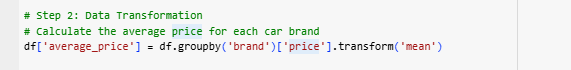 # Step 2: Data Transformation
# Calculate the average price for each car brand
df['average_price'] = df.groupby('brand')['price'].transform('mean')